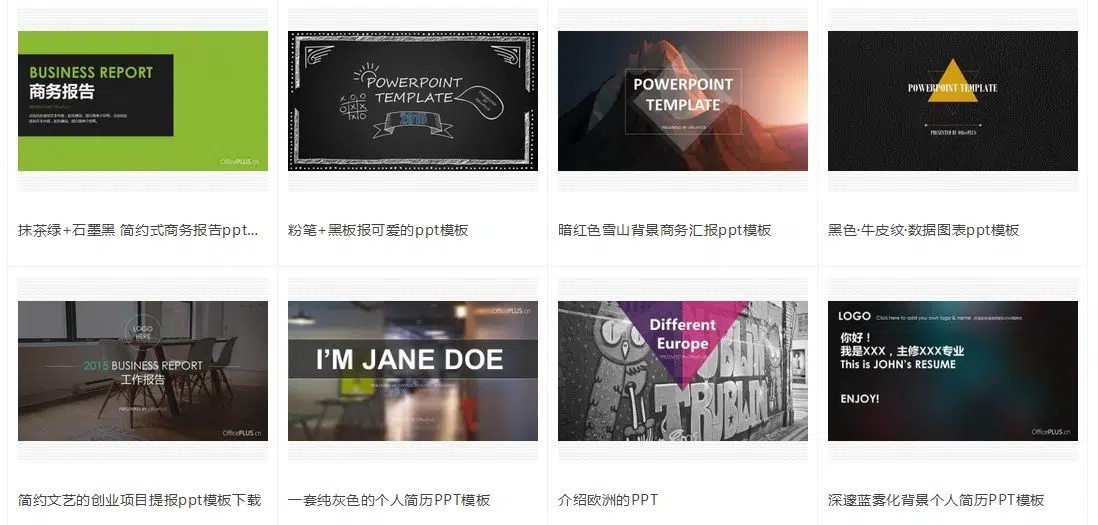 BUSINESS REPORT
商务报告
OfficePLUS.cn
POWERPOINT
TEMPLATE
2016
POWERPOINT
TEMPLATE
PRESENTED BY OfficePLUS
POWERPOINT TEMPLATE
PRESENTED BY OfficePLUS
抹茶绿+石墨黑 简约式商务报告ppt...
粉笔+黑板报可爱的ppt模板
暗红色雪山背景商务汇报ppt模板
黑色·牛皮纹·数据图表ppt模板
LOGO
HERE
2015 BUSINESS REPORT
工作报告
PRESENTED BY OfficePLUS
OfficePLUS.cn
OfficePLUS.cn
I'M JANE DOE
Different
Europe
PRESENTED BY OfficePLUS
LOGO Click here to add you own logo & name
你好！
我是XXX，主修XXX专业
This is JOHN's RESUME
ENJOY!
OfficePLUS.cn
简约文艺的创业项目提报ppt模板下载
一套纯灰色的个人简历PPT模板
介绍欧洲的PPT
深邃蓝雾化背景个人简历PPT模板